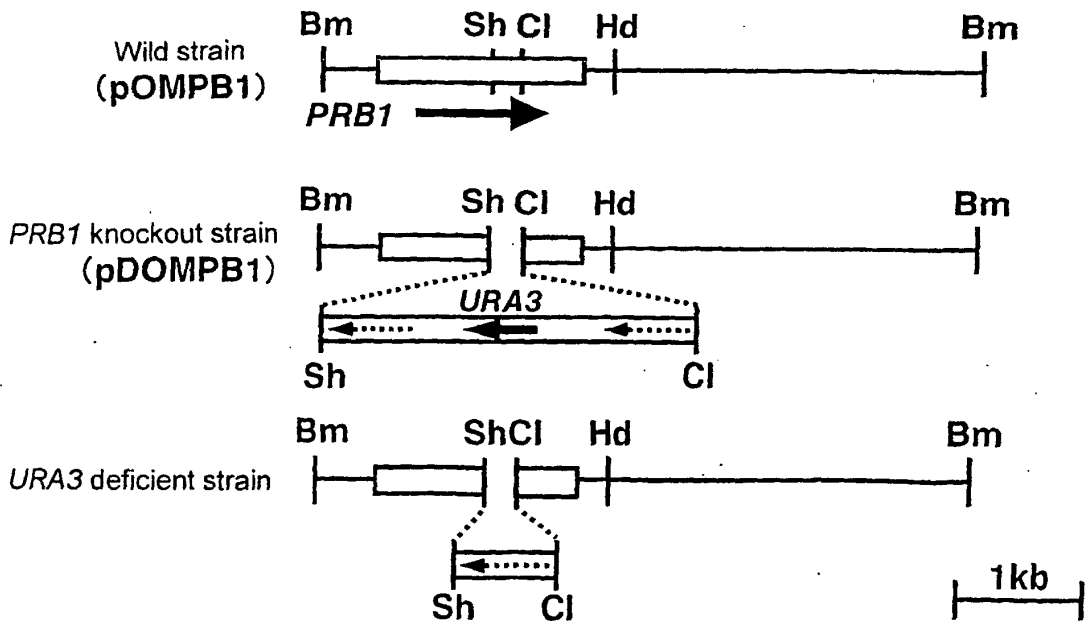 Bm Sh Cl Hd Bm
Wild strain
(pOMPB1)
PRB1
Bm Sh Cl Hd Bm
PRB1 knockout strain
(pDOMPB1)
URA3
Sh Cl
Bm ShCl Hd Bm
URA3 deficient strain
1kb
Sh Cl